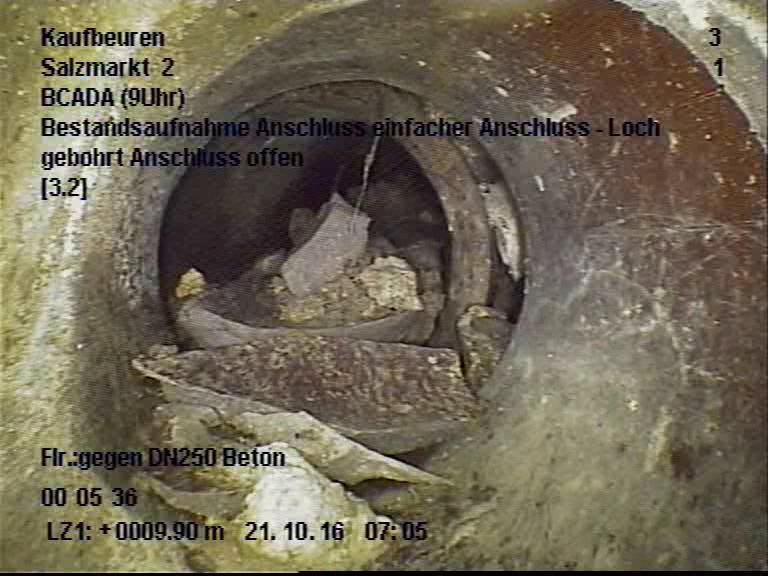 Kaufbeuren 3
Salzmarkt 2 1
BCADA (9Uhr)
Bestandsaufnahme Anschluss einfacher Anschluss - Loch
gebohrt Anschluss offen
[3.2]
Flr.:gegen DN250 Beton
00 05 36
LZ1: +0009.90 m 21. 10. 16 07:05